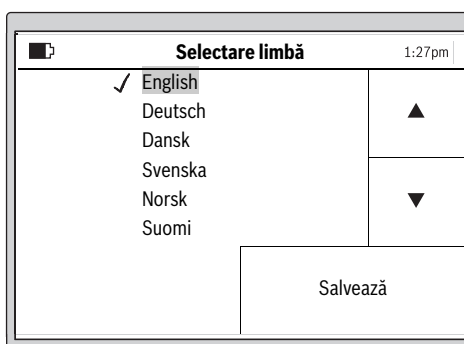 Selectare limbă 1:27pm
English
Deutsch
Dansk
Svenska
Norsk
Suomi
Salvează